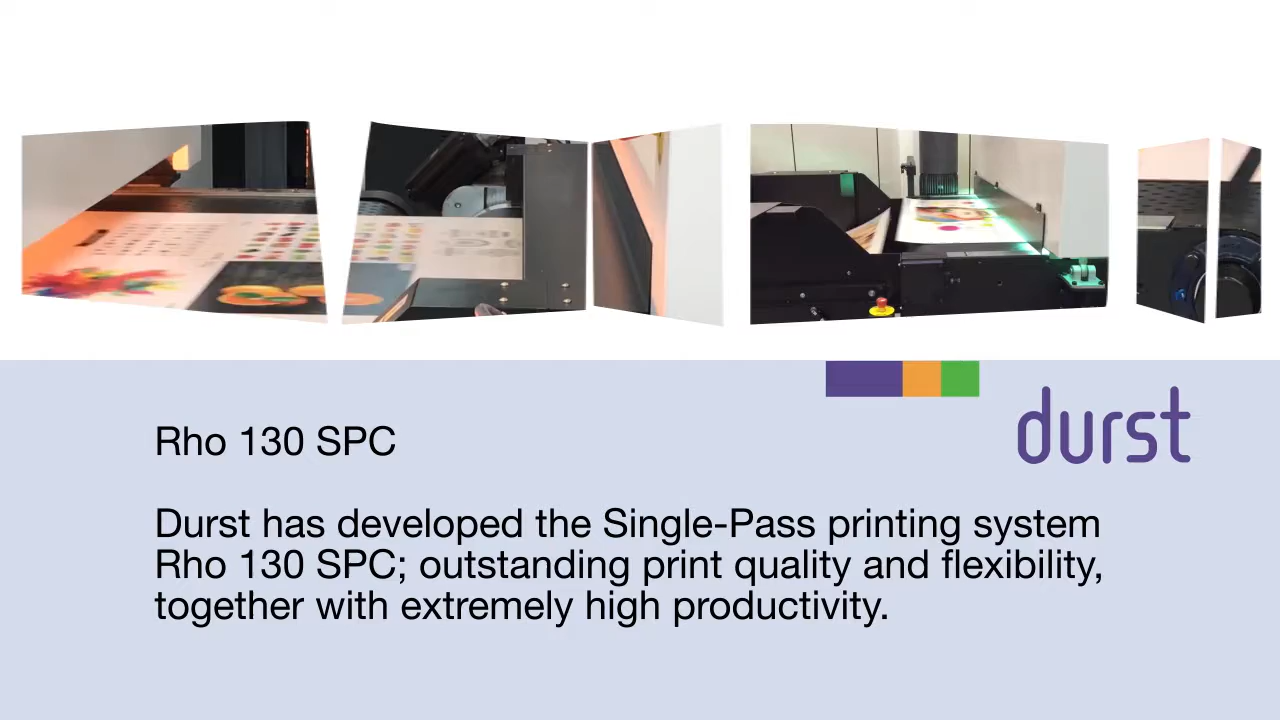 durst
Rho 130 SPC
Durst has developed the Single-Pass printing system
Rho 130 SPC; outstanding print quality and flexibility,
together with extremely high productivity.